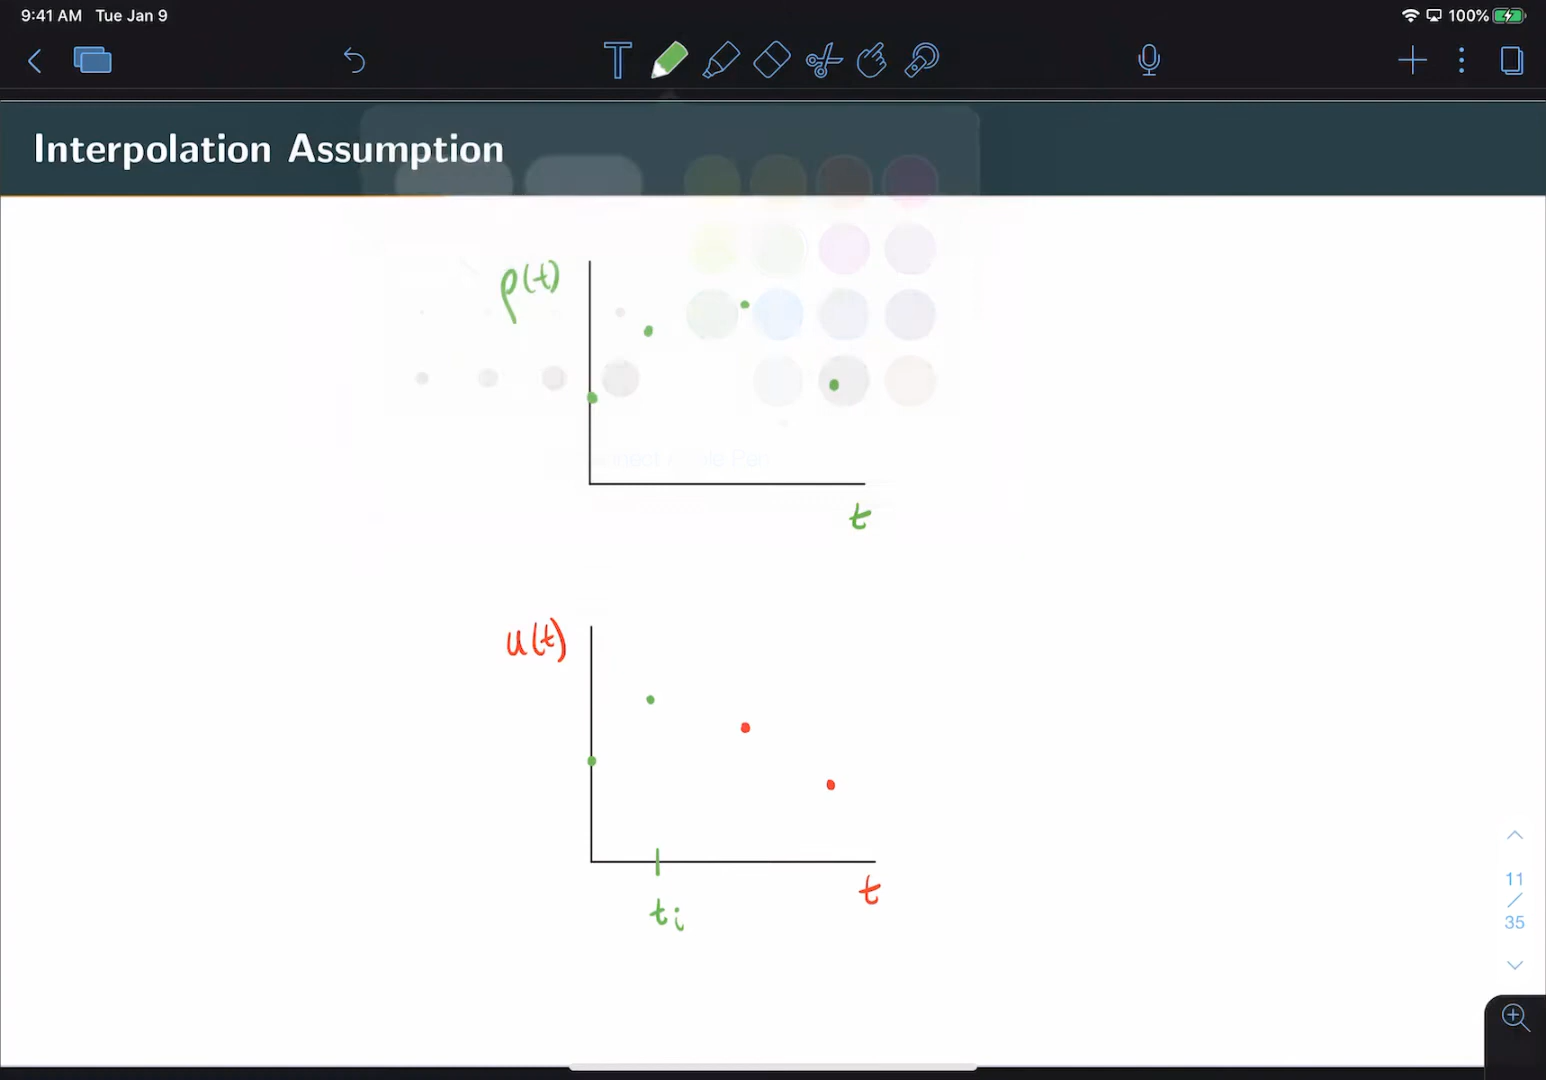 9:41 AM Tue Jan 9
100%
Interpolation Assumption
ρ(t)
t
u(t)
t
tᵢ
11
/
35